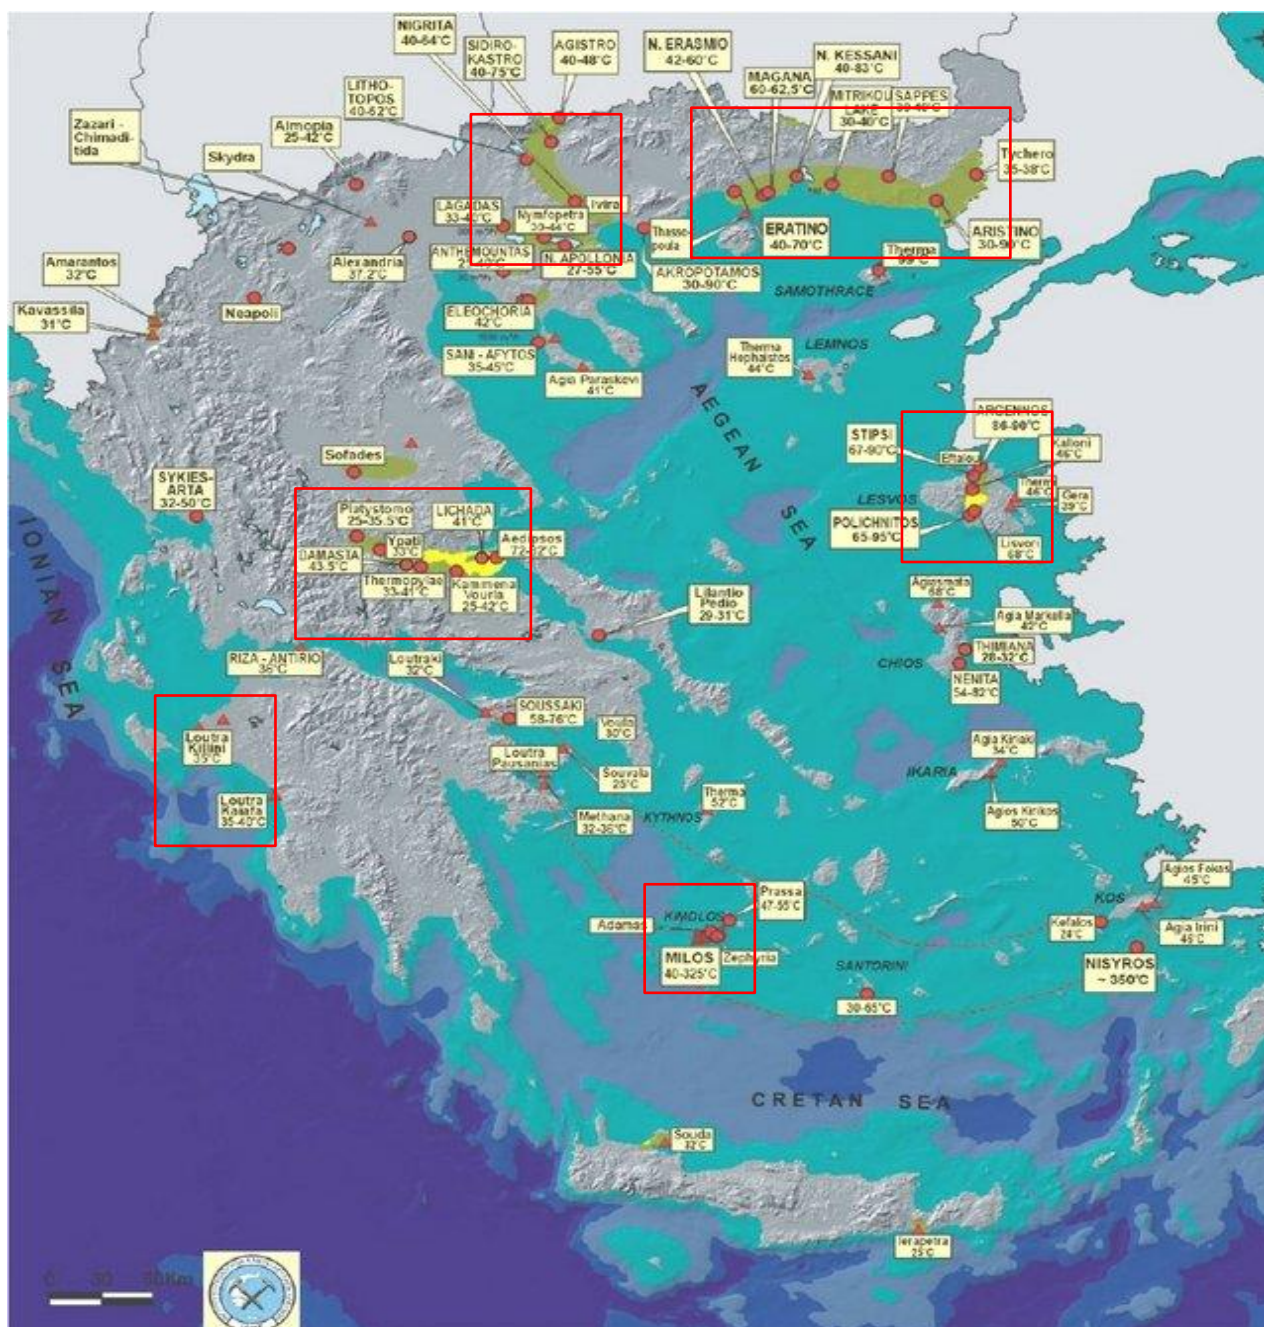 NIGRITA
40-64°C
SIDIRO-
KASTRO
40-75°C
AGISTRO
40-48°C
N. ERASMIO
42-60°C
MAGANA
60-62,5°C
N. KESSANI
40-83°C
MITRIKOU
LAKE
30-40°C
SAPPES
LITHO-
TOPOS
40-62°C
Zazari -
Chimadi-
tida
Almopia
25-42°C
Skydra
Tychero
35-38°C
LAGADAS
33-40°C
Nymfopetra
Ivira
Thasso-
poula
ERATINO
40-70°C
ARISTINO
30-90°C
ANTHEMOUNTAS
N. APOLLONIA
27-55°C
AKROPOTAMOS
30-90°C
Therma
SAMOTHRACE
Amarantos
32°C
Alexandria
37.2°C
Kavassila
31°C
Neapoli
ELEOCHORIA
42°C
SANI - AFYTOS
35-45°C
Agia Paraskevi
41°C
Therma
Hephaistos
44°C
LEMNOS
AEGEAN SEA
ARGENNOS
86-90°C
STIPSI
67-90°C
Eftalou
Kalloni
46°C
LESVOS
Therma
46°C
Gera
39°C
POLICHNITOS
65-95°C
Lisvori
68°C
Sofades
SYKIES-
ARTA
32-50°C
Platystomo
25-35.5°C
LICHADA
41°C
Ypati
33°C
Aedipsos
DAMASTA
43.5°C
Thermopylae
33-41°C
Kammena
Vourla
25-42°C
IONIAN SEA
Lilantio
Pedio
29-31°C
Agiasmata
68°C
Agia Markella
42°C
THIMIANA
28-32°C
CHIOS
NENITA
54-82°C
RIZA - ANTIRIO
36°C
Loutraki
32°C
SOUSSAKI
58-76°C
Voula
30°C
Loutra
Killini
35°C
Loutra
Pausanias
Souvala
25°C
Agia Kiriaki
34°C
IKARIA
Agios Kirikos
50°C
Loutra
Kaiafa
35-40°C
Therma
52°C
Methana
32-36°C
KYTHNOS
Agios Fokas
45°C
Prassa
47-55°C
KIMOLOS
Adamas
KOS
Kefalos
24°C
Agia Irini
MILOS
40-325°C
Zephyria
SANTORINI
30-65°C
NISYROS
~ 350°C
CRETAN SEA
Souda
32°C
Ierapetra
25°C